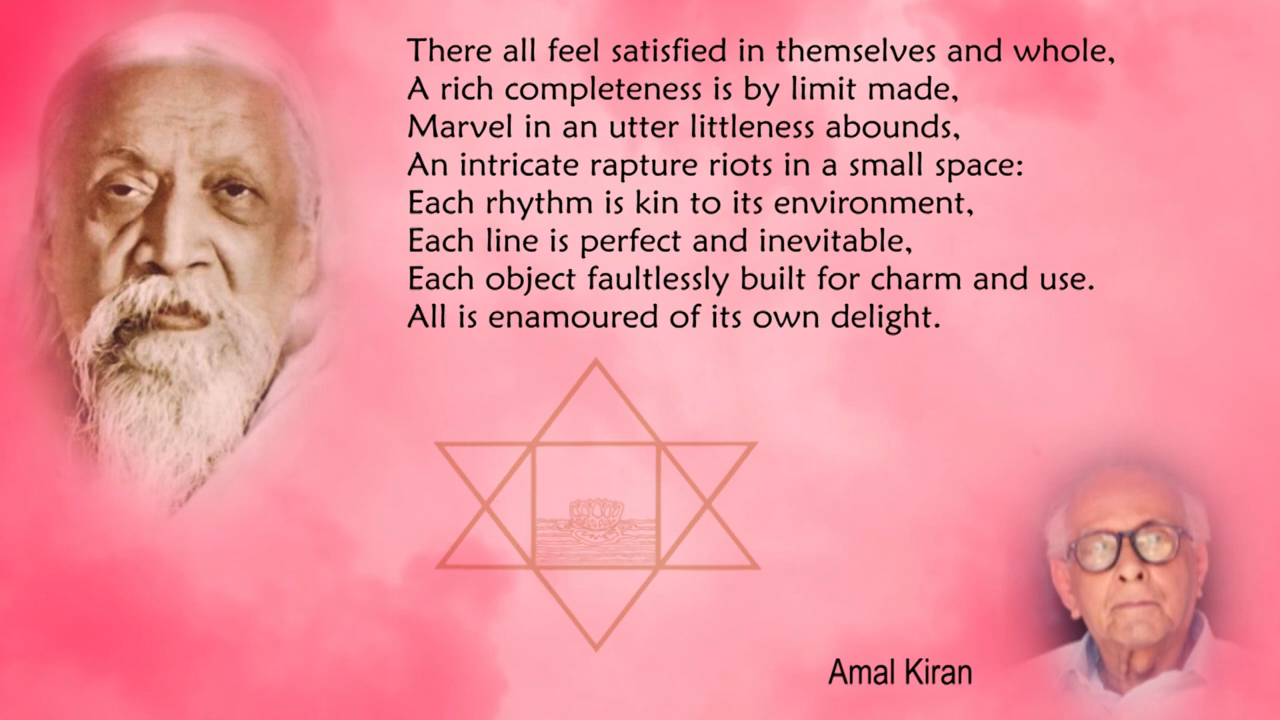 There all feel satisfied in themselves and whole,
A rich completeness is by limit made,
Marvel in an utter littleness abounds,
An intricate rapture riots in a small space:
Each rhythm is kin to its environment,
Each line is perfect and inevitable,
Each object faultlessly built for charm and use.
All is enamoured of its own delight.
Amal Kiran